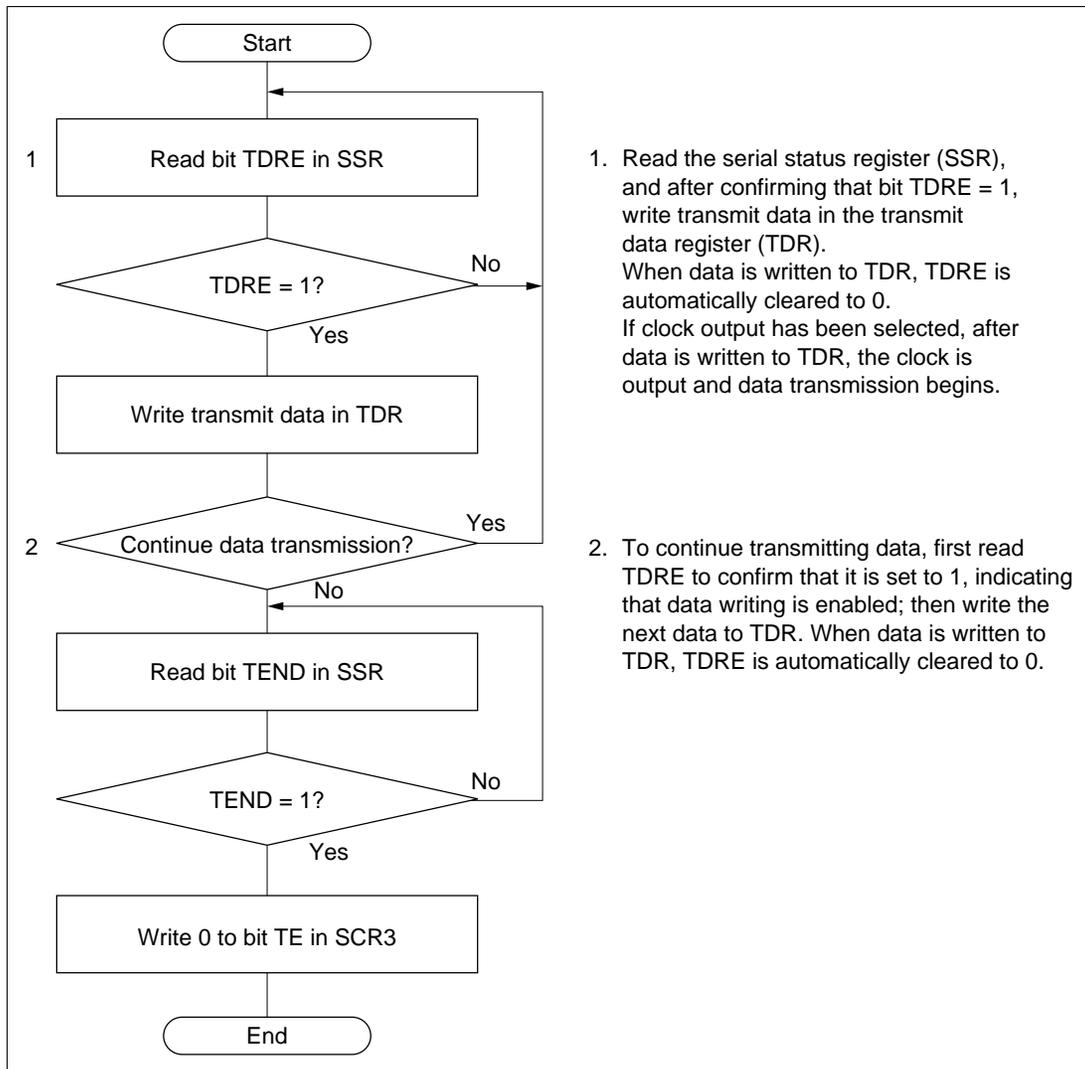 Start
1
Read bit TDRE in SSR
TDRE = 1?
No
Yes
Write transmit data in TDR
2
Continue data transmission?
Yes
No
Read bit TEND in SSR
TEND = 1?
No
Yes
Write 0 to bit TE in SCR3
End
1. Read the serial status register (SSR),
and after confirming that bit TDRE = 1,
write transmit data in the transmit
data register (TDR).
When data is written to TDR, TDRE is
automatically cleared to 0.
If clock output has been selected, after
data is written to TDR, the clock is
output and data transmission begins.
2. To continue transmitting data, first read
TDRE to confirm that it is set to 1, indicating
that data writing is enabled; then write the
next data to TDR. When data is written to
TDR, TDRE is automatically cleared to 0.